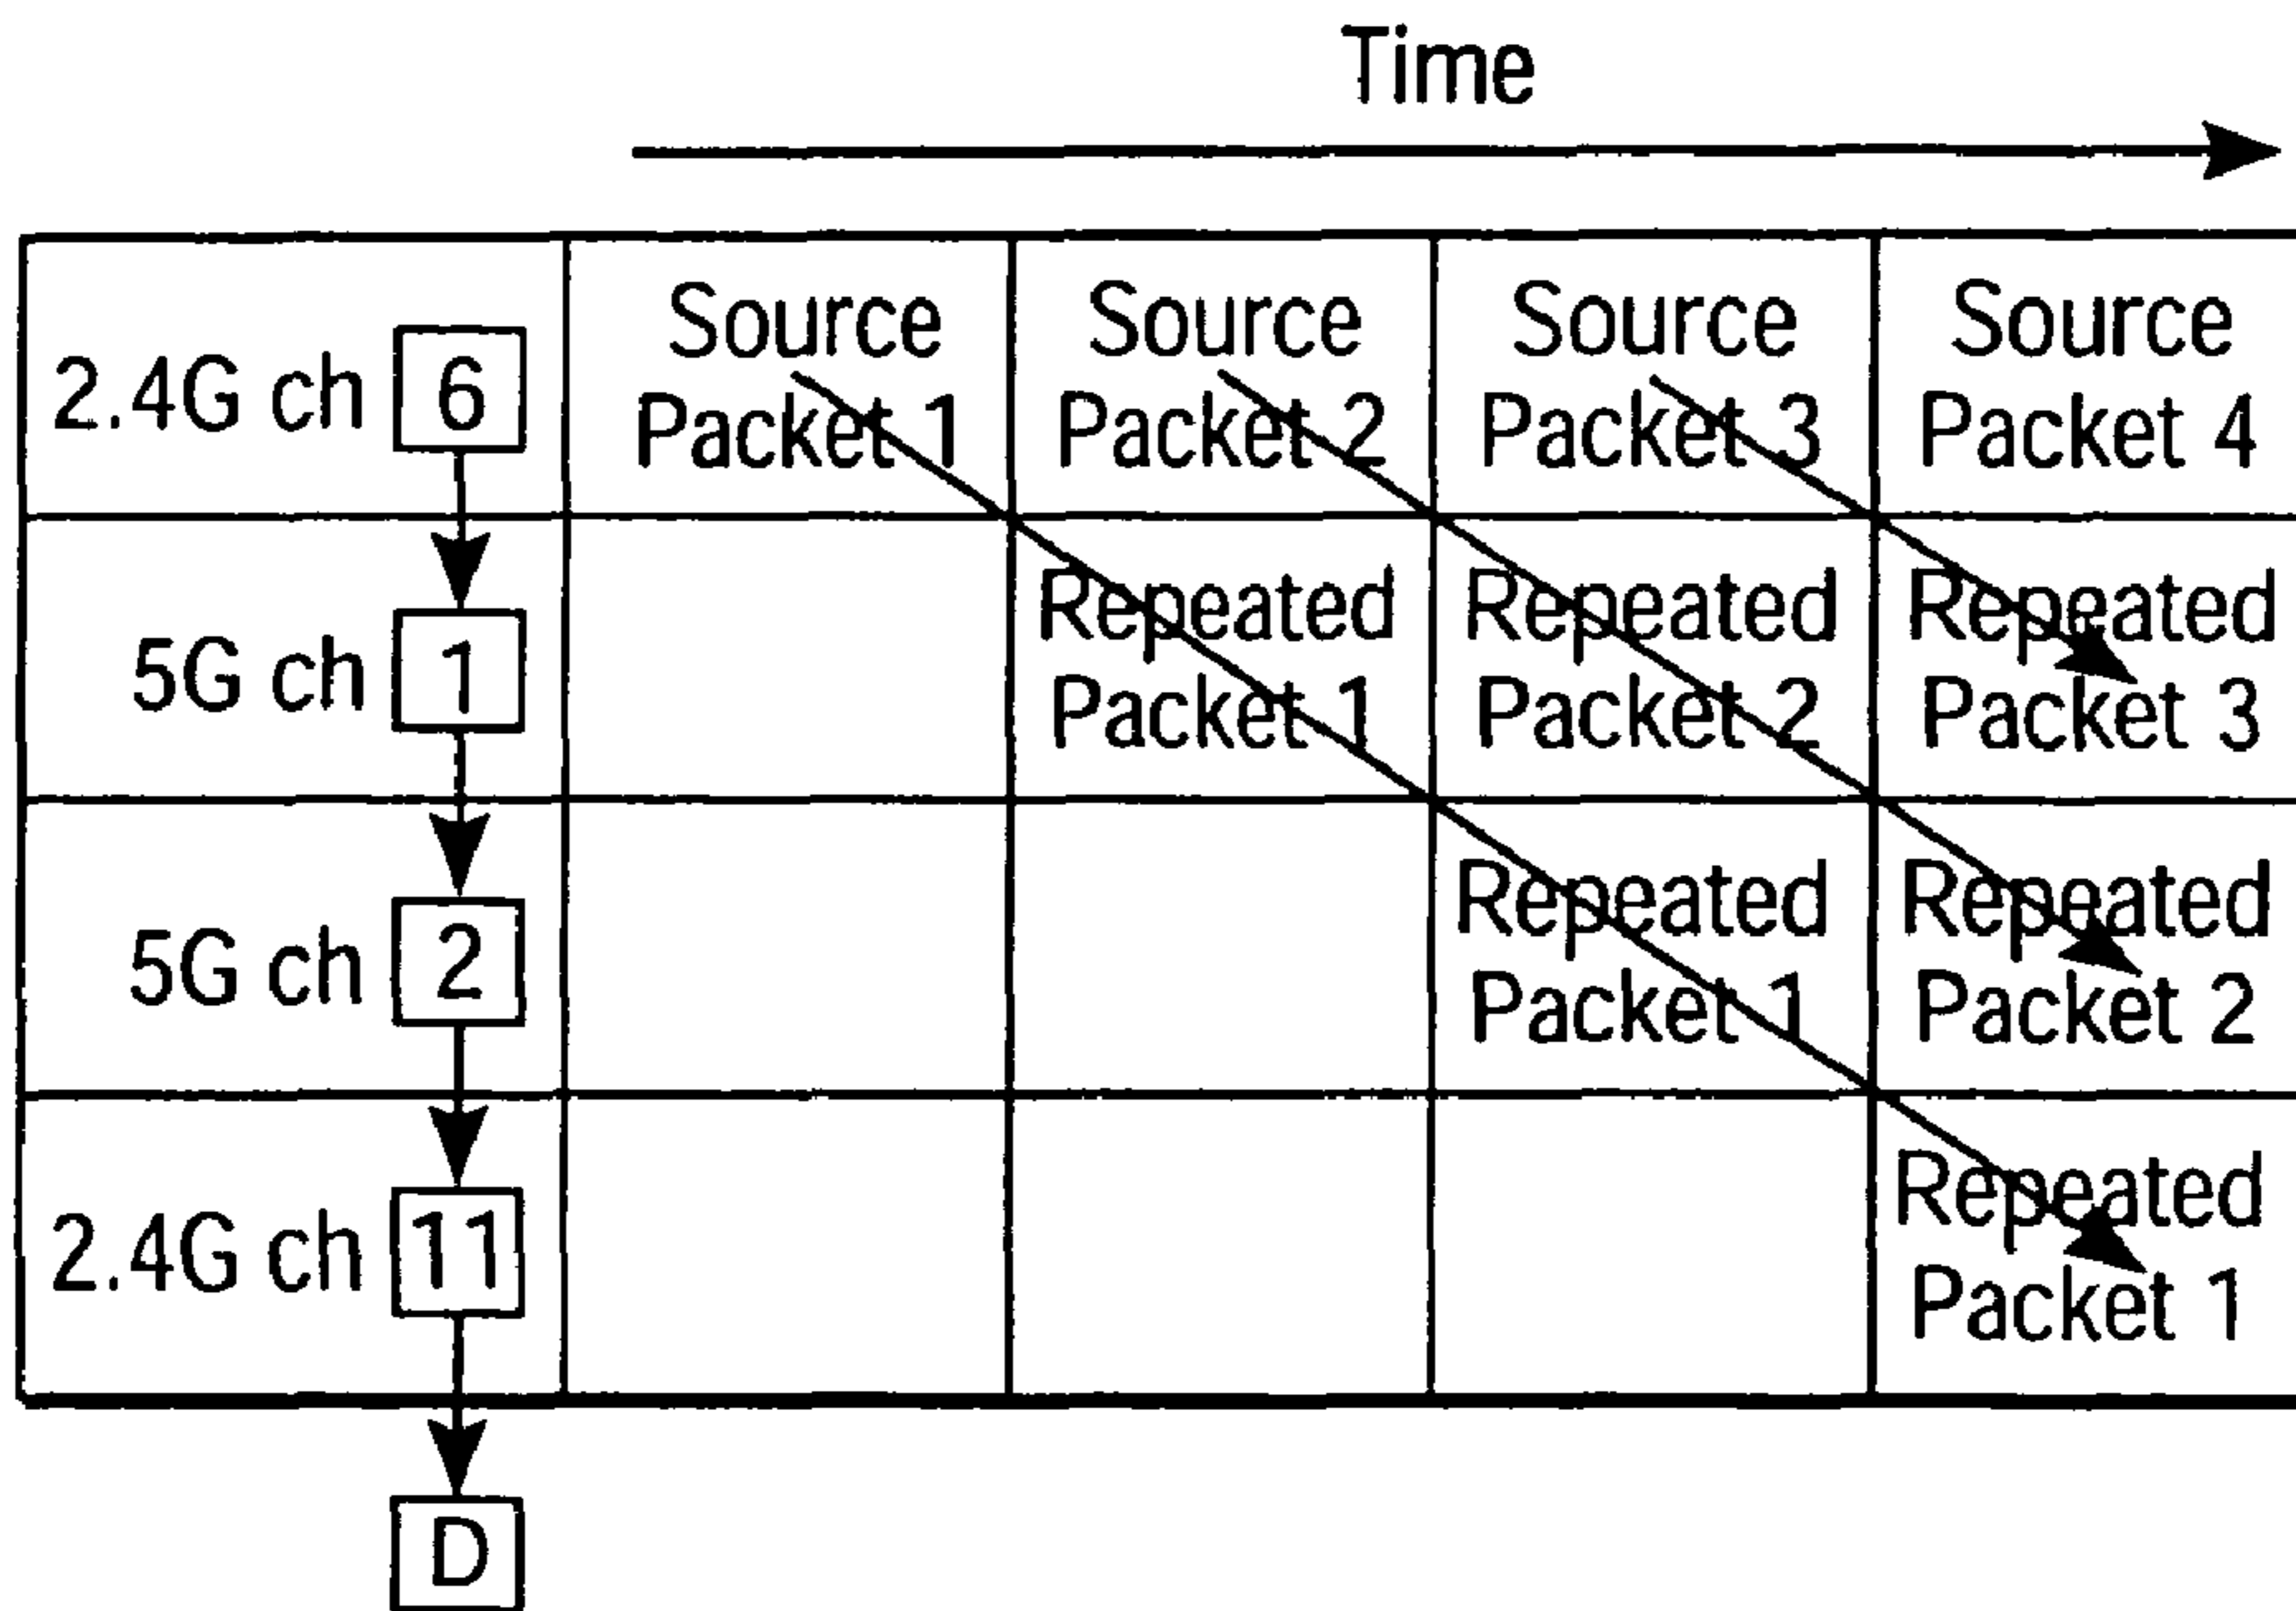 Time
2.4G ch 6
Source
Packet 1
Source
Packet 2
Source
Packet 3
Source
Packet 4
5G ch 1
Repeated
Packet 1
Repeated
Packet 2
Repeated
Packet 3
5G ch 2
Repeated
Packet 1
Repeated
Packet 2
2.4G ch 11
Repeated
Packet 1
D